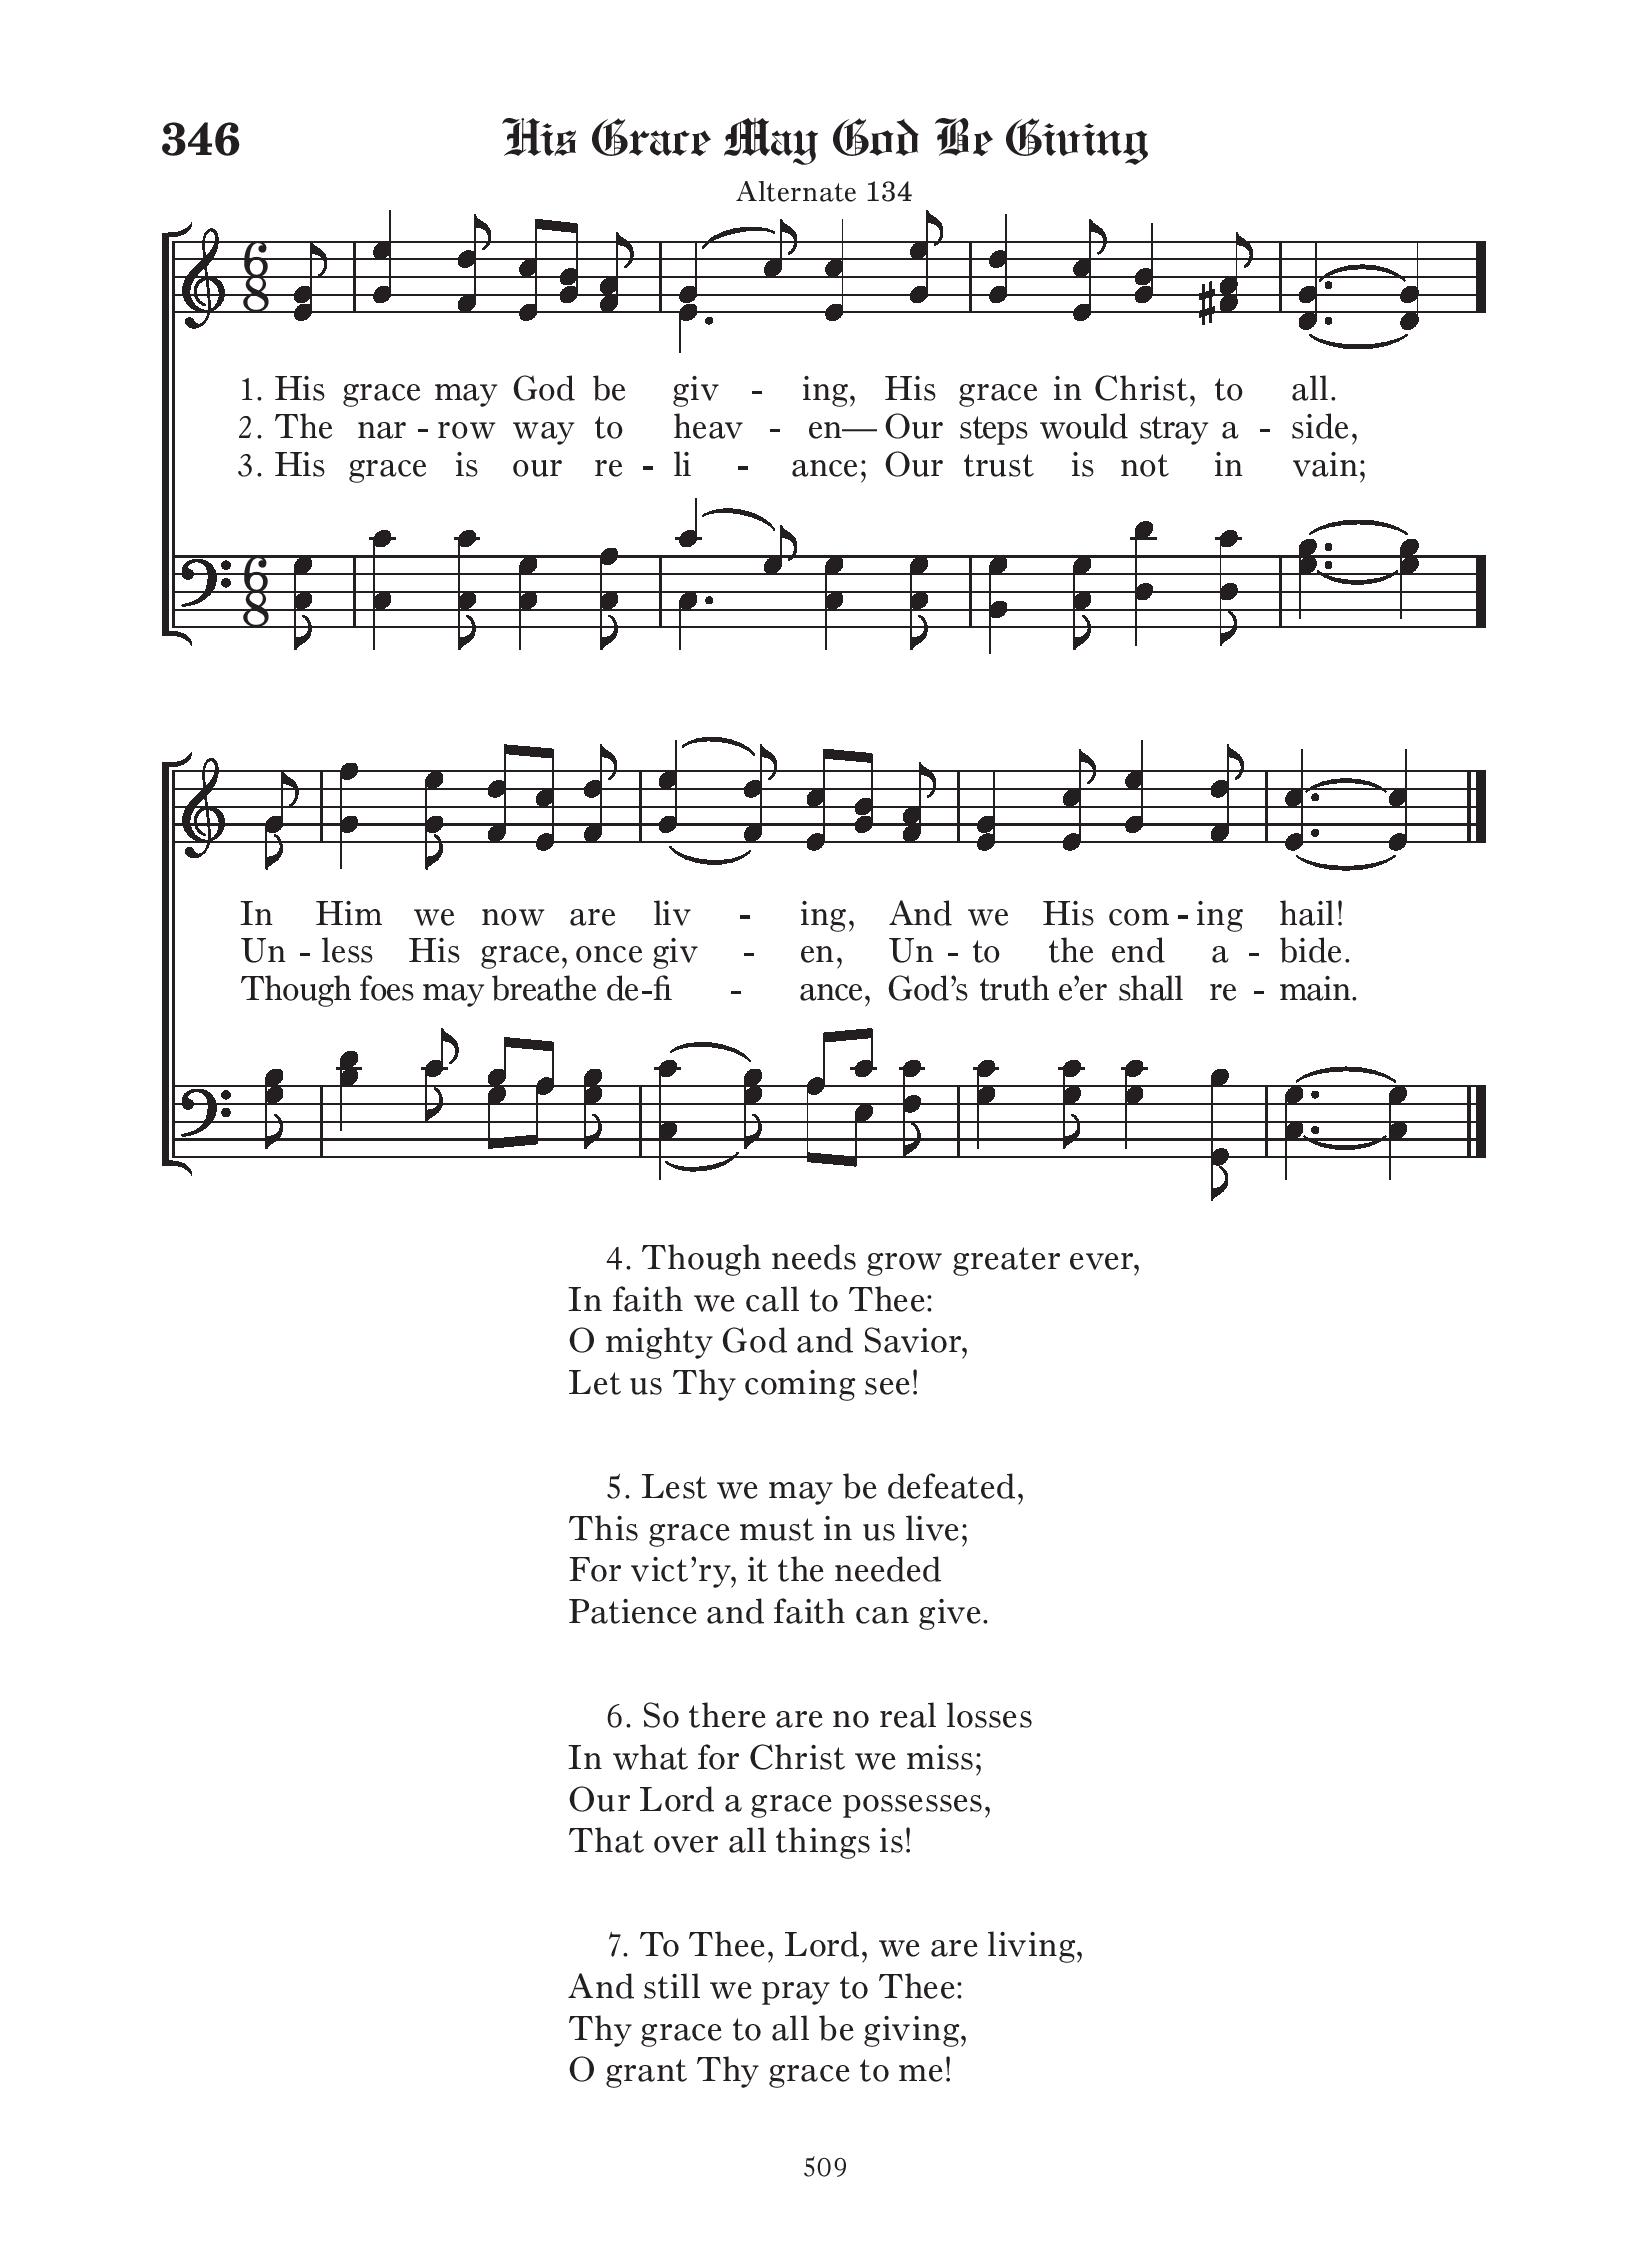 346
His Grace May God Be Giving
Alternate 134
6
8
1. His grace may God be giv - ing, His grace in Christ, to all.
2. The nar - row way to heav - en— Our steps would stray a - side,
3. His grace is our re - li - ance; Our trust is not in vain;
6
8
In Him we now are liv - ing, And we His com - ing hail!
Un - less His grace, once giv - en, Un - to the end a - bide.
Though foes may breathe de - fi - ance, God’s truth e’er shall re - main.
4. Though needs grow greater ever,
In faith we call to Thee:
O mighty God and Savior,
Let us Thy coming see!
5. Lest we may be defeated,
This grace must in us live;
For vict’ry, it the needed
Patience and faith can give.
6. So there are no real losses
In what for Christ we miss;
Our Lord a grace possesses,
That over all things is!
7. To Thee, Lord, we are living,
And still we pray to Thee:
Thy grace to all be giving,
O grant Thy grace to me!
509